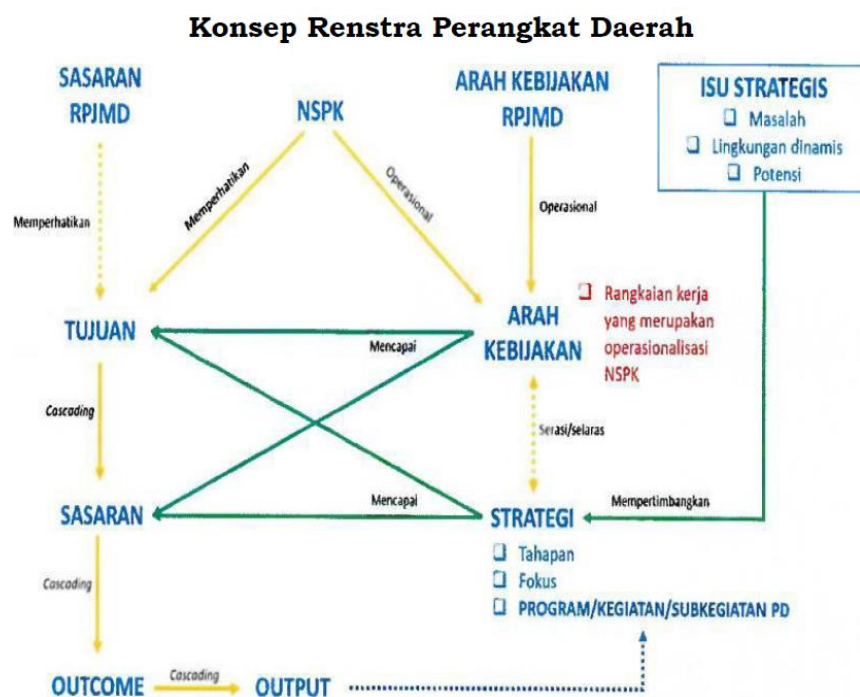 Konsep Renstra Perangkat Daerah
SASARAN
RPJMD
NSPK
ARAH KEBIJAKAN
RPJMD
ISU STRATEGIS
Masalah
Lingkungan dinamis
Potensi
Memperhatikan
Memperhatikan
Operasional
Operasional
TUJUAN
Mencapai
ARAH
KEBIJAKAN
Rangkaian kerja
yang merupakan
operasionalisasi
NSPK
Cascading
Serasi/selaras
SASARAN
Mencapai
STRATEGI
Mempertimbangkan
Tahapan
Fokus
PROGRAM/KEGIATAN/SUBKEGIATAN PD
Cascading
OUTCOME
Cascading
OUTPUT